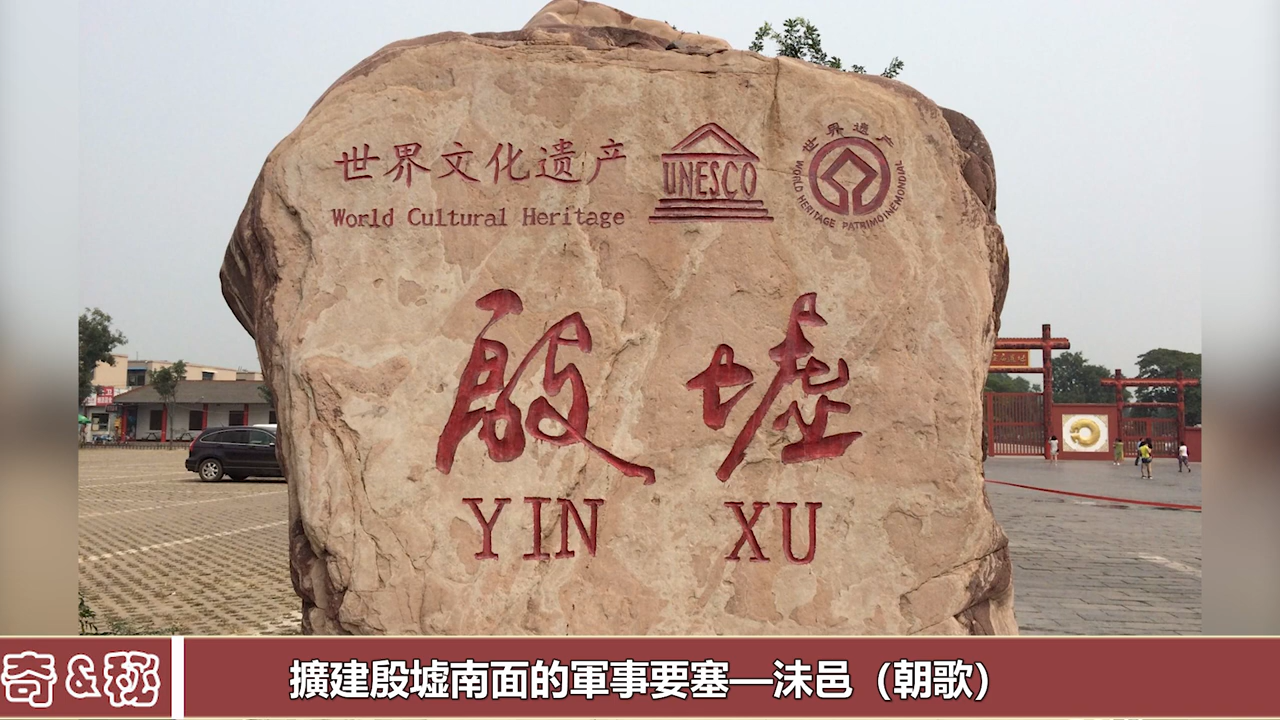 世界文化遗产
World Cultural Heritage
UNESCO
世界遗产
WORLD HERITAGE PATRIMOINE MONDIAL
殷墟
YIN XU
奇&秘
擴建殷墟南面的軍事要塞—沬邑（朝歌）